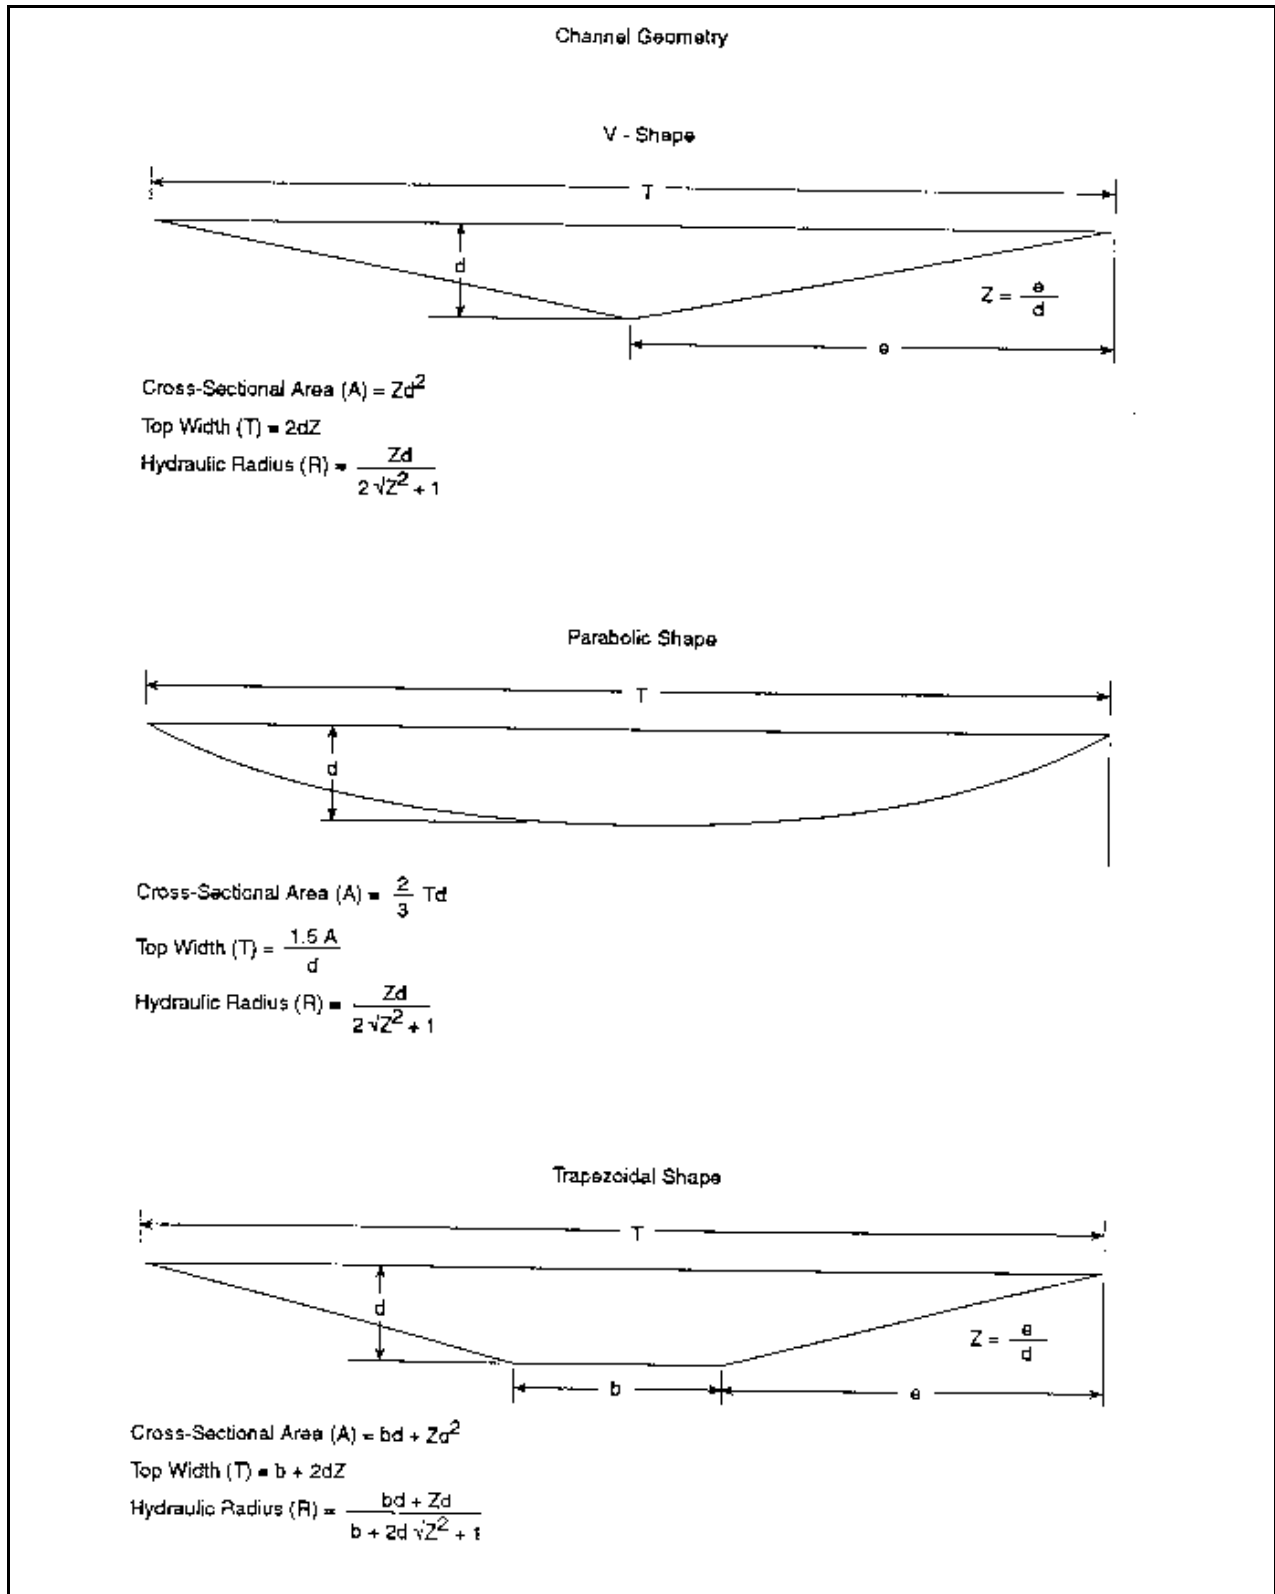 Channel Geometry
V - Shape
T
d
Z = e/d
e
Cross-Sectional Area (A) = Zd²
Top Width (T) = 2dZ
Hydraulic Radius (R) = Zd / 2 √Z² + 1
Parabolic Shape
T
d
Cross-Sectional Area (A) = 2/3 Td
Top Width (T) = 1.5 A / d
Hydraulic Radius (R) = Zd / 2 √Z² + 1
Trapezoidal Shape
T
d
Z = e/d
b
e
Cross-Sectional Area (A) = bd + Zd²
Top Width (T) = b + 2dZ
Hydraulic Radius (R) = bd + Zd / b + 2d √Z² + 1